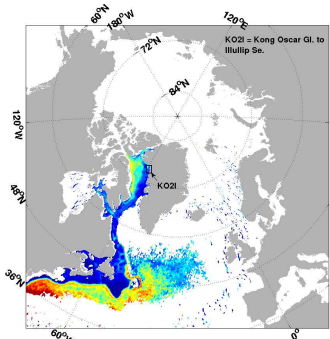 60°N
180°W
120°E
KO2I = Kong Oscar Gl. to
Illullip Se.
72°N
84°N
120°W
KO2I
48°N
36°N
60°W
0°